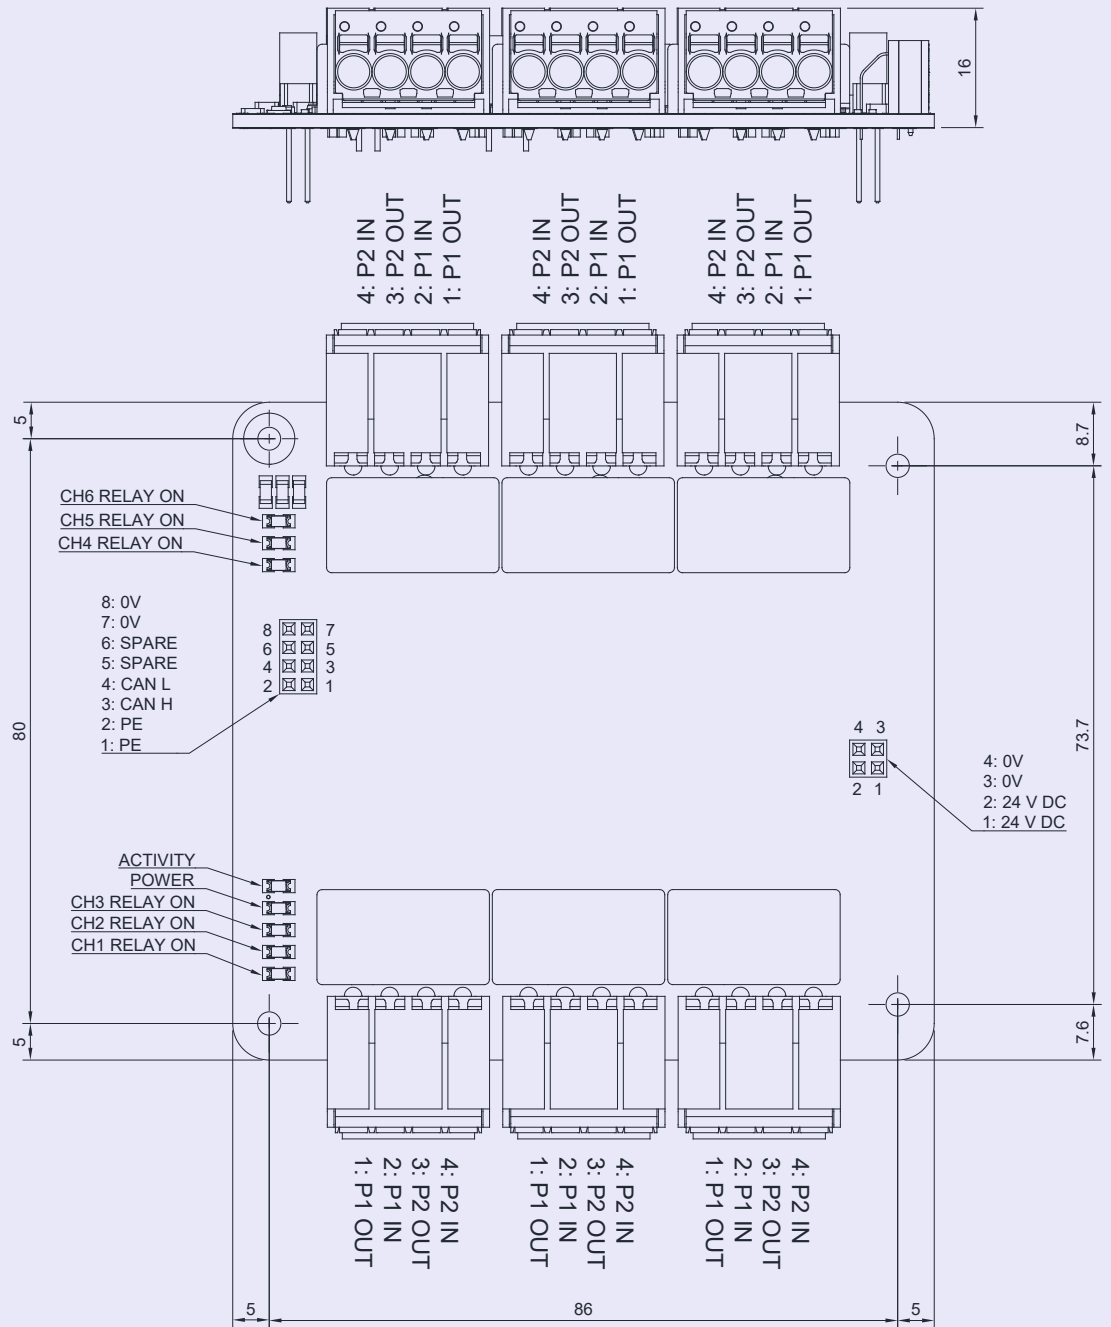 16
4: P2 IN
3: P2 OUT
2: P1 IN
1: P1 OUT
4: P2 IN
3: P2 OUT
2: P1 IN
1: P1 OUT
4: P2 IN
3: P2 OUT
2: P1 IN
1: P1 OUT
5
8.7
CH6 RELAY ON
CH5 RELAY ON
CH4 RELAY ON
8: 0V
7: 0V
6: SPARE
5: SPARE
4: CAN L
3: CAN H
2: PE
1: PE
8 7
6 5
4 3
2 1
80
73.7
4 3
2 1
4: 0V
3: 0V
2: 24 V DC
1: 24 V DC
ACTIVITY
POWER
CH3 RELAY ON
CH2 RELAY ON
CH1 RELAY ON
5
7.6
4: P2 IN
3: P2 OUT
2: P1 IN
1: P1 OUT
4: P2 IN
3: P2 OUT
2: P1 IN
1: P1 OUT
4: P2 IN
3: P2 OUT
2: P1 IN
1: P1 OUT
5
86
5